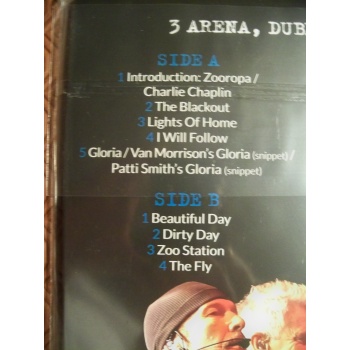 3 ARENA,
SIDE A
1 Introduction: Zooropa /
Charlie Chaplin
2 The Blackout
3 Lights Of Home
4 I Will Follow
5 Gloria / Van Morrison's Gloria (snippet) /
Patti Smith's Gloria (snippet)
SIDE B
1 Beautiful Day
2 Dirty Day
3 Zoo Station
4 The Fly